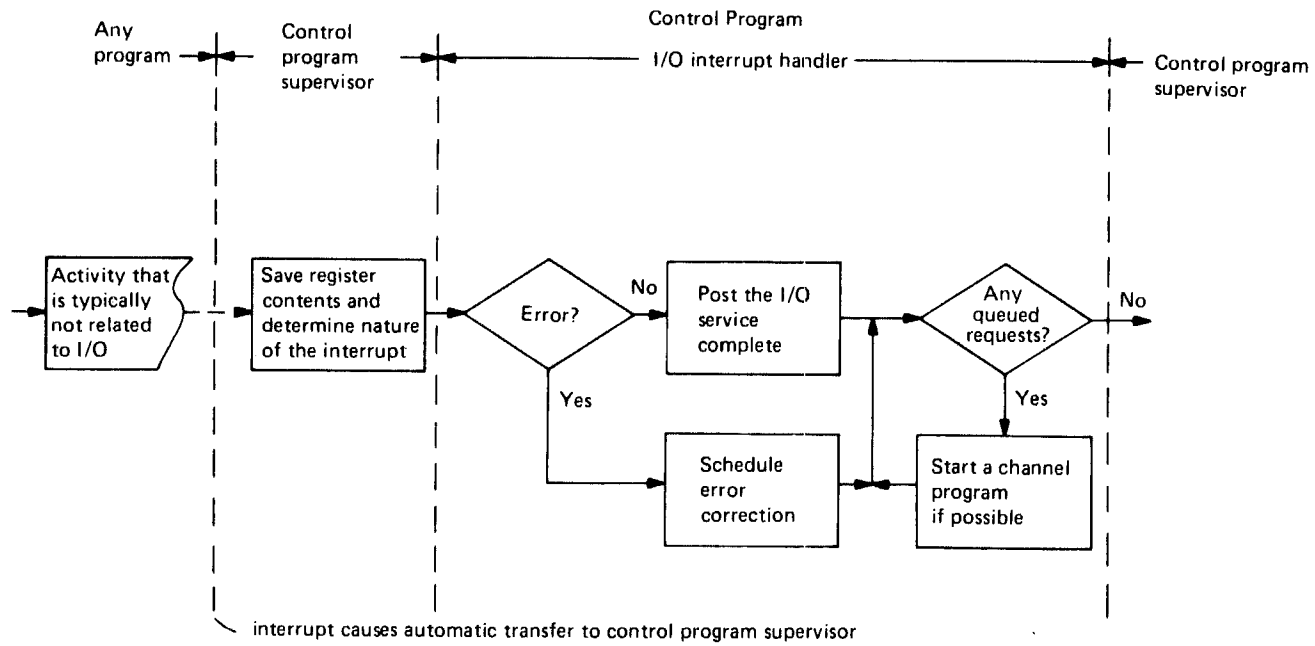 Any
program
Control
program
supervisor
Control Program
I/O interrupt handler
Control program
supervisor
Activity that
is typically
not related
to I/O
Save register
contents and
determine nature
of the interrupt
Error?
No
Yes
Post the I/O
service
complete
Schedule
error
correction
Any
queued
requests?
No
Yes
Start a channel
program
if possible
interrupt causes automatic transfer to control program supervisor